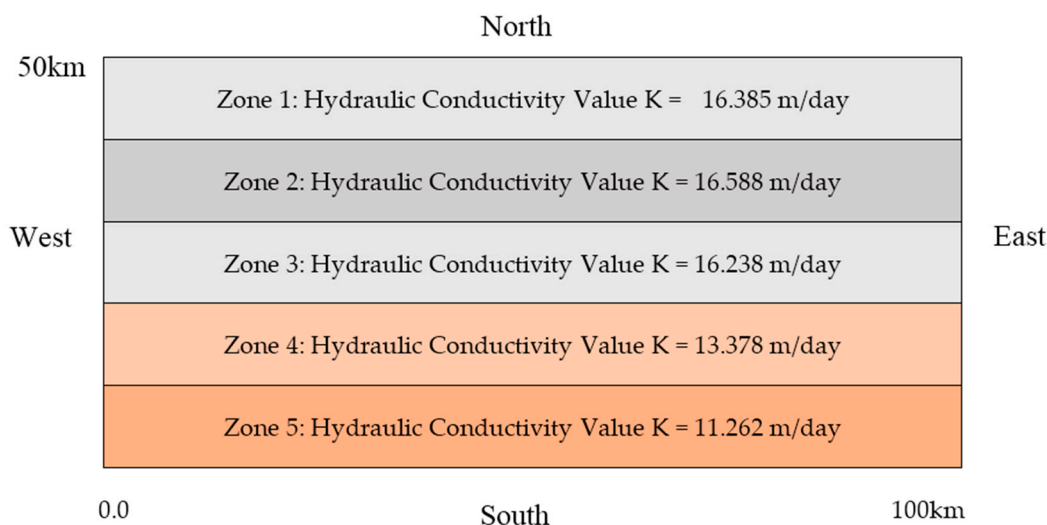 North
50km
Zone 1: Hydraulic Conductivity Value K = 16.385 m/day
Zone 2: Hydraulic Conductivity Value K = 16.588 m/day
West
East
Zone 3: Hydraulic Conductivity Value K = 16.238 m/day
Zone 4: Hydraulic Conductivity Value K = 13.378 m/day
Zone 5: Hydraulic Conductivity Value K = 11.262 m/day
0.0
South
100km